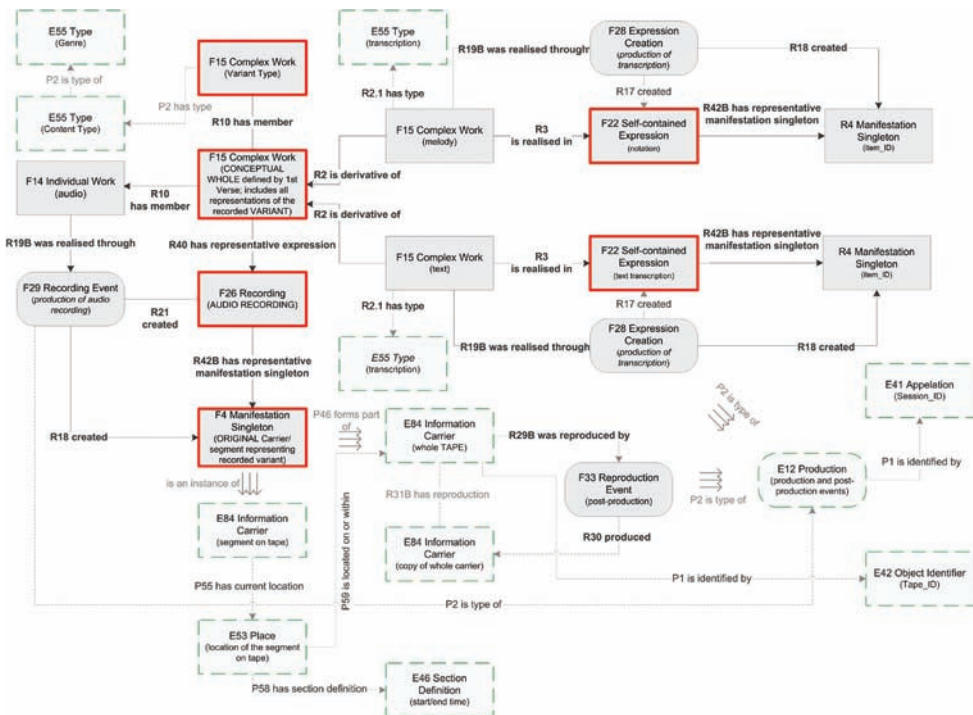 E55 Type
(Genre)
P2 is type of
E55 Type
(Content Type)
P2 has type
F15 Complex Work
(Variant Type)
R10 has member
E55 Type
(transcription)
R2.1 has type
R19B was realised through
F28 Expression
Creation
(production of
transcription)
R18 created
R17 created
F15 Complex Work
(melody)
R3
is realised in
F22 Self-contained
Expression
(notation)
R42B has representative
manifestation singleton
R4 Manifestation
Singleton
(item_ID)
F14 Individual Work
(audio)
R10
has member
F15 Complex Work
(CONCEPTUAL
WHOLE defined by 1st
Verse; includes all
representations of the
recorded VARIANT)
R2 is derivative of
R2 is derivative of
R19B was realised through
R40 has representative expression
F15 Complex Work
(text)
R3
is realised in
F22 Self-contained
Expression
(text transcription)
R42B has representative
manifestation singleton
R4 Manifestation
Singleton
(item_ID)
F29 Recording Event
(production of audio
recording)
R21
created
F26 Recording
(AUDIO RECORDING)
R2.1 has type
R17 created
R19B was realised through
F28 Expression
Creation
(production of
transcription)
R18 created
E55 Type
(transcription)
R42B has representative
manifestation singleton
R18 created
F4 Manifestation
Singleton
(ORIGINAL Carrier/
segment representing
recorded variant)
P46 forms part
of
E84 Information
Carrier
(whole TAPE)
R29B was reproduced by
P2 is type of
E41 Appelation
(Session_ID)
P1 is identified by
F33 Reproduction
Event
(post-production)
P2 is type of
E12 Production
(production and post-
production events)
is an instance of
R31B has reproduction
E84 Information
Carrier
(segment on tape)
P59 is located on or within
E84 Information
Carrier
(copy of whole carrier)
R30 produced
P55 has current location
P1 is identified by
E42 Object Identifier
(Tape_ID)
P2 is type of
E53 Place
(location of the segment
on tape)
P58 has section definition
E46 Section
Definition
(start/end time)